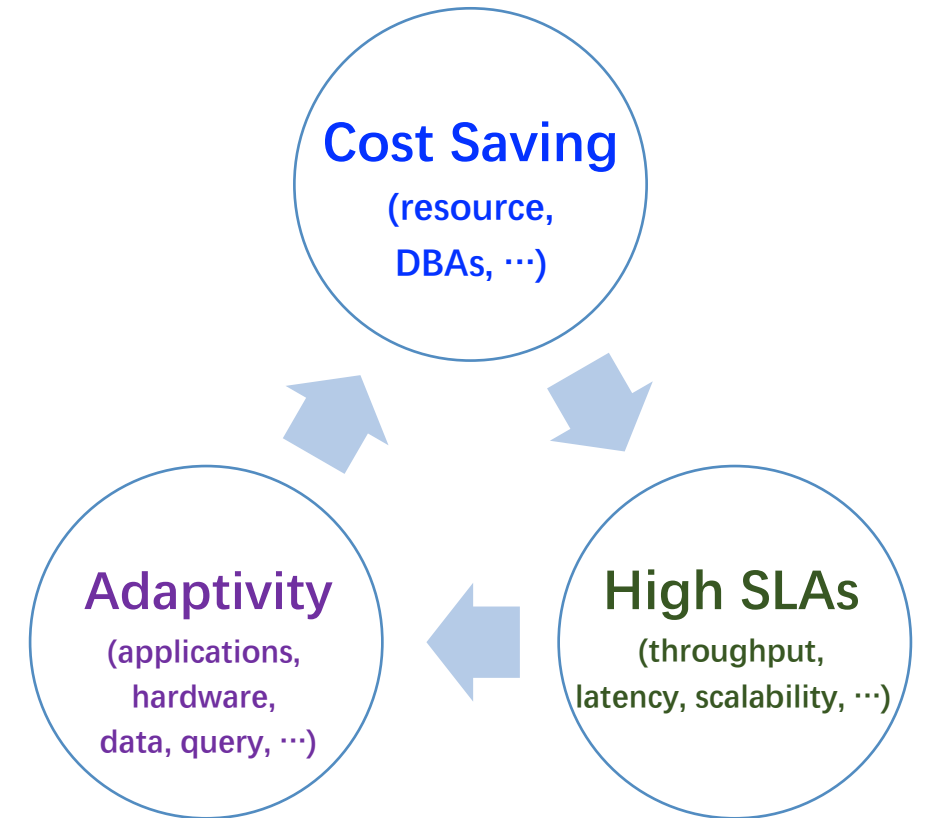 Cost Saving
(resource,
DBAs, ···)
Adaptivity
(applications,
hardware,
data, query, ···)
High SLAs
(throughput,
latency, scalability, ···)